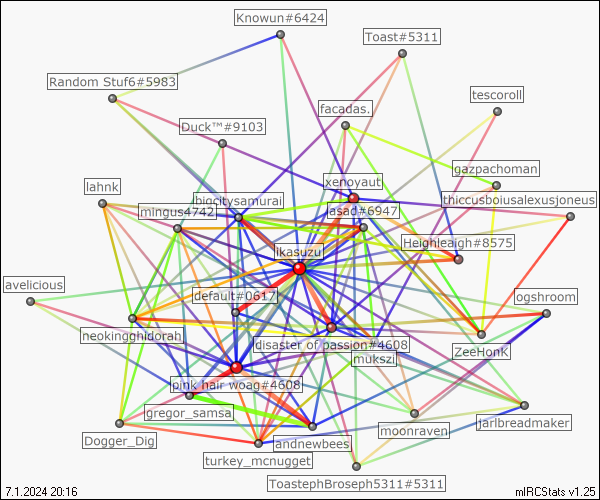 Knowun#6424
Toast#5311
Random Stuf6#5983
tescoroll
facadas.
Duck™#9103
gazpachoman
xenoyaut
lahnk
bigcitysamurai
thiccusboiusalexusjoneus
mingus4742
asad#6947
Heighleaigh#8575
ikasuzu
avelicious
default#0617
ogshroom
neokinghidorah
disaster of passion#4608
ZeeHonK
mukszi
pink hair voag#4608
gregor_samsa
jarlbreadmaker
moonraven
Dogger_Dig
andnewbees
turkey_mcnugget
ToastephBroseph5311#5311
7.1.2024 20:16
mIRCStats v1.25